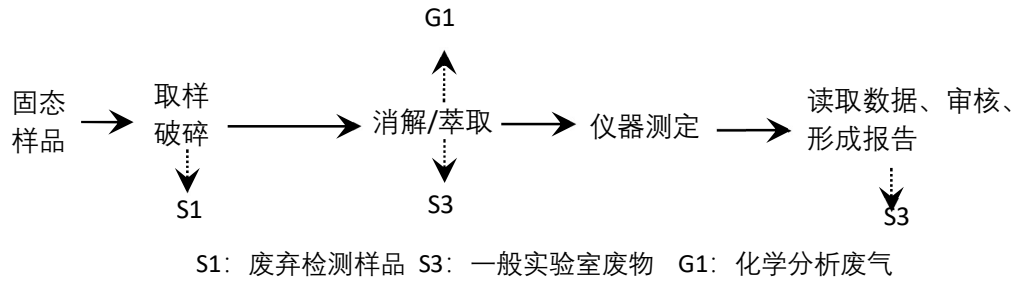 G1
固态
样品
取样
破碎
消解/萃取
仪器测定
读取数据、审核、
形成报告
S1
S3
S3
S1：废弃检测样品 S3：一般实验室废物 G1：化学分析废气